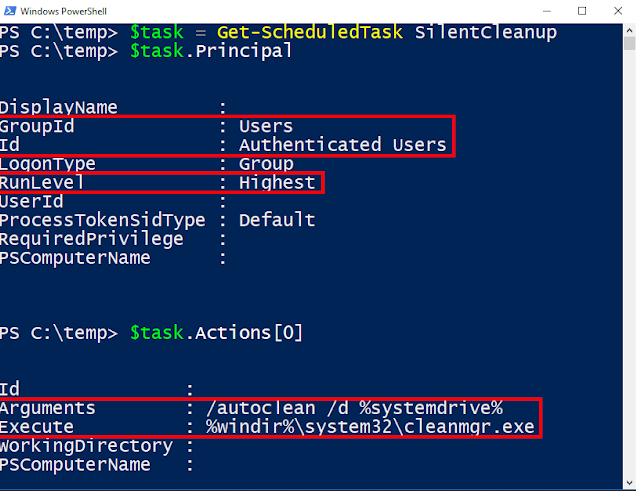 Windows PowerShell
PS C:\temp> $task = Get-ScheduledTask SilentCleanup
PS C:\temp> $task.Principal
DisplayName :
GroupId : Users
Id : Authenticated Users
LogonType : Group
RunLevel : Highest
UserId :
ProcessTokenSidType : Default
RequiredPrivilege :
PSComputerName :
PS C:\temp> $task.Actions[0]
Id :
Arguments : /autoclean /d %systemdrive%
Execute : %windir%\system32\cleanmgr.exe
WorkingDirectory :
PSComputerName :